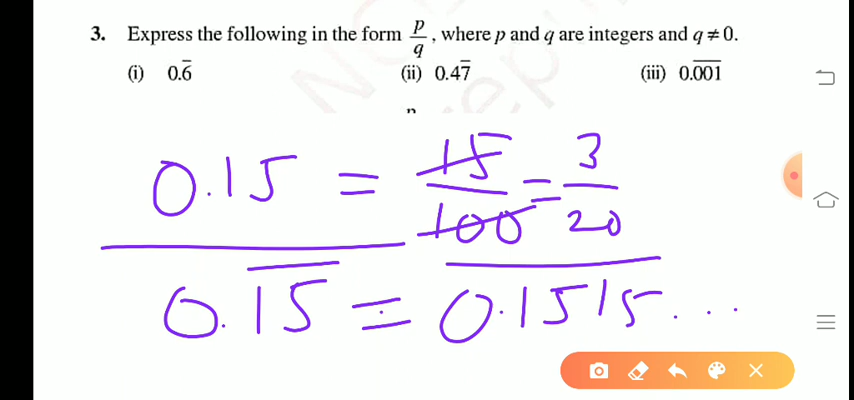 3. Express the following in the form p/q, where p and q are integers and q ≠ 0.
(i) 0.6̅ (ii) 0.47̅ (iii) 0.0̅0̅1̅
0.15 = 15/100 = 3/20
0.1̅5̅ = 0.1515...